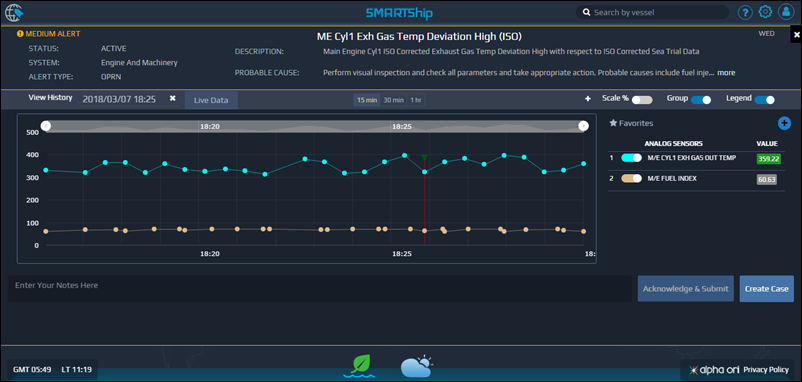 SMARTShip
Search by vessel
MEDIUM ALERT
ME Cyl1 Exh Gas Temp Deviation High (ISO)
WED
STATUS: ACTIVE
DESCRIPTION: Main Engine Cyl1 ISO Corrected Exhaust Gas Temp Deviation High with respect to ISO Corrected Sea Trial Data
SYSTEM: Engine And Machinery
ALERT TYPE: OPRN
PROBABLE CAUSE: Perform visual inspection and check all parameters and take appropriate action. Probable causes include fuel inje... more
View History 2018/03/07 18:25 Live Data 15 min 30 min 1 hr Scale % Group Legend
18:20 18:25
500
400
300
200
100
0
18:20 18:25 18:
Favorites
ANALOG SENSORS VALUE
1 M/E CYL1 EXH GAS OUT TEMP 359.22
2 M/E FUEL INDEX 60.63
Enter Your Notes Here
Acknowledge & Submit Create Case
GMT 05:49 LT 11:19
alpha ori Privacy Policy